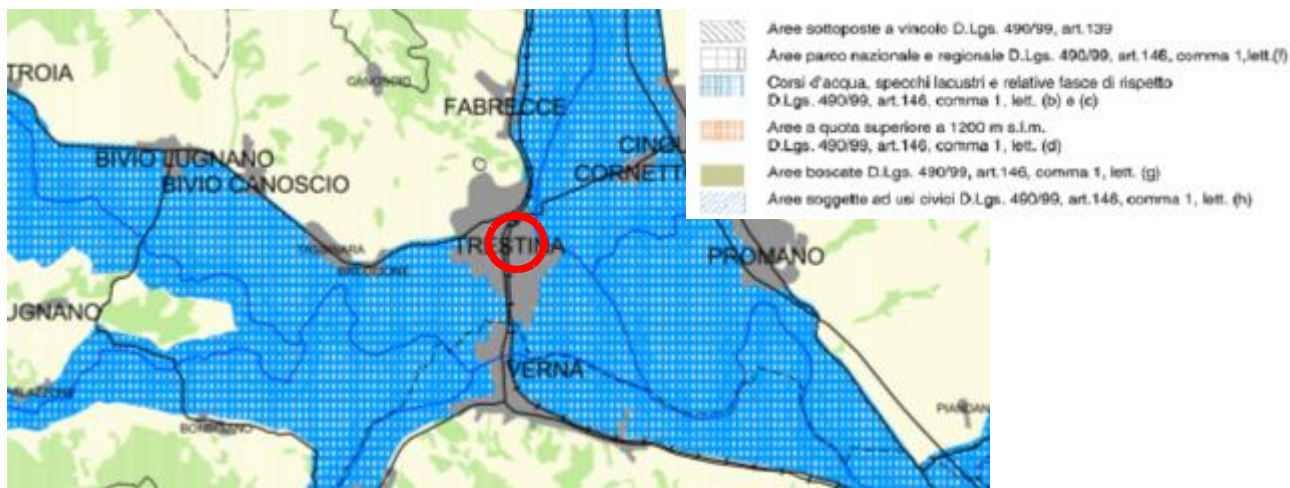 TROIA
CANOSCIO
FABRECCE
BIVIO LUGNANO
BIVIO CANOSCIO
CINQU
CORNETTO
TRESTINA
PROMANO
UGNANO
VERNA
Aree sottoposte a vincolo D.Lgs. 490/99, art.139
Aree parco nazionale e regionale D.Lgs. 490/99, art.146, comma 1,lett.(f)
Corsi d'acqua, specchi lacustri e relative fasce di rispetto
D.Lgs. 490/99, art.146, comma 1, lett. (b) e (c)
Aree a quota superiore a 1200 m s.l.m.
D.Lgs. 490/99, art.146, comma 1, lett. (d)
Aree boscate D.Lgs. 490/99, art.146, comma 1, lett. (g)
Aree soggette ad usi civici D.Lgs. 490/99, art.146, comma 1, lett. (h)